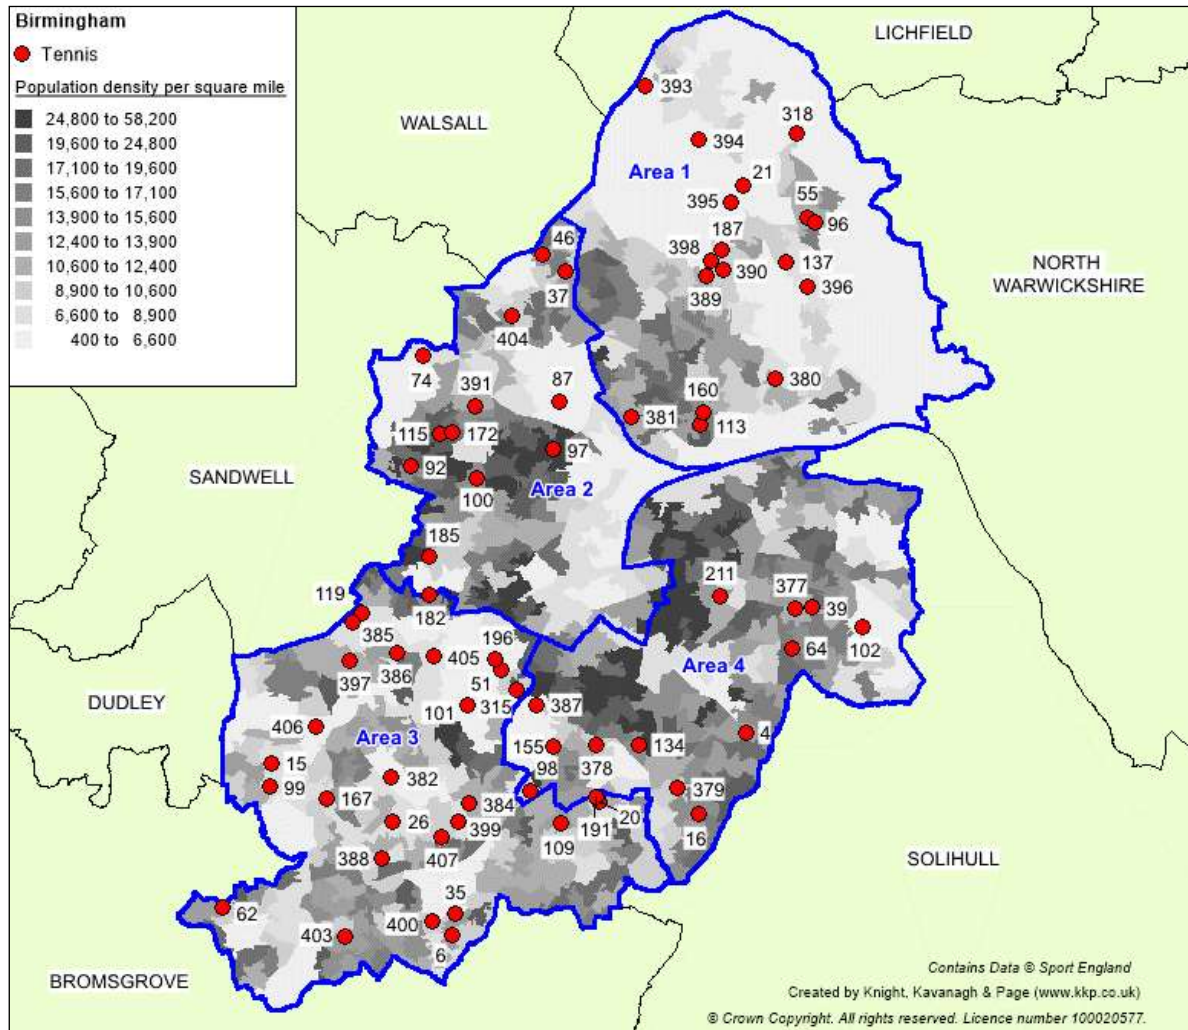 Birmingham
Tennis
Population density per square mile
24,800 to 58,200
19,600 to 24,800
17,100 to 19,600
15,600 to 17,100
13,900 to 15,600
12,400 to 13,900
10,600 to 12,400
8,900 to 10,600
6,600 to 8,900
400 to 6,600
LICHFIELD
WALSALL
393
318
394
Area 1
21
395
55
96
46
187
398
137
390
NORTH
WARWICKSHIRE
37
389
396
404
74
391
87
380
160
381
113
115
172
97
92
SANDWELL
100
Area 2
185
211
377
39
119
182
102
385
196
64
386
405
397
Area 4
51
DUDLEY
101
315
387
406
4
Area 3
155
134
15
98
378
382
99
379
167
384
20
26
399
191
16
109
407
388
SOLIHULL
35
62
400
403
6
BROMSGROVE
Contains Data © Sport England
Created by Knight, Kavanagh & Page (www.kkp.co.uk)
© Crown Copyright. All rights reserved. Licence number 100020577.